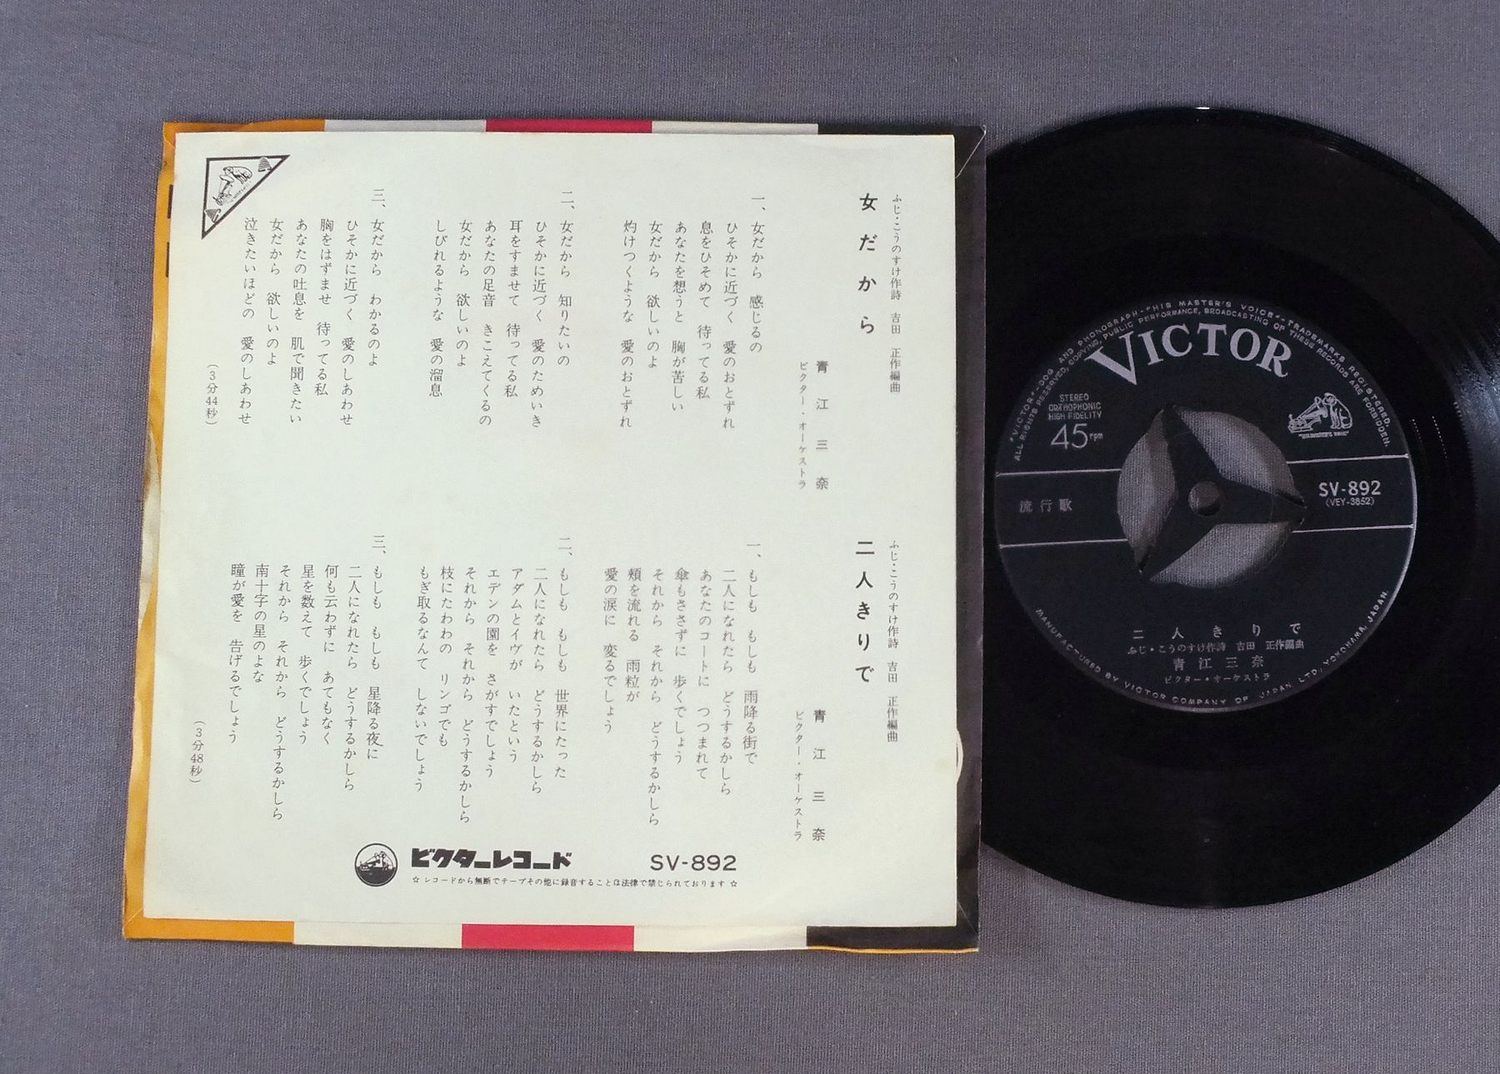 ふじ・こうのすけ作詩 吉田 正作編曲
女だから
青江三奈
ビクター・オーケストラ
一、女だから 感じるの
ひそかに近づく 愛のおとずれ
息をひそめて 待ってる私
あなたを想うと 胸が苦しい
女だから 欲しいのよ
灼けつくような 愛のおとずれ
二、女だから 知りたいの
ひそかに近づく 愛のためいき
耳をすませて 待ってる私
あなたの足音 きこえてくるの
女だから 欲しいのよ
しびれるような 愛の溜息
三、女だから わかるのよ
ひそかに近づく 愛のしあわせ
胸をはずませ 待ってる私
あなたの吐息を 肌で聞きたい
女だから 欲しいのよ
泣きたいほどの 愛のしあわせ
(3分44秒)
ふじ・こうのすけ作詩 吉田 正作編曲
二人きりで
青江三奈
ビクター・オーケストラ
一、もしも もしも 雨降る街で
二人になれたら どうするかしら
あなたのコートに つつまれて
傘もささずに 歩くでしょう
それから それから どうするかしら
頬を流れる 雨粒が
愛の涙に 変るでしょう
二、もしも もしも 世界にたった
二人になれたら どうするかしら
アダムとイヴが いたという
エデンの園を さがすでしょう
それから それから どうするかしら
枝にたわわの リンゴでも
もぎ取るなんて しないでしょう
三、もしも もしも 星降る夜に
二人になれたら どうするかしら
何も云わずに あてもなく
星を数えて 歩くでしょう
それから それから どうするかしら
南十字の星のよな
瞳が愛を 告げるでしょう
(3分48秒)
ビクターレコード SV-892
☆レコードから無断でテープその他に録音することは法律で禁じられております☆
"VICTOR"-DOG AND PHONOGRAPH-"HIS MASTER'S VOICE"-TRADEMARKS REGISTERED.
ALL RIGHTS RESERVED, COPYING, PUBLIC PERFORMANCE, BROADCASTING OF THESE RECORDS ARE FORBIDDEN.
VICTOR
STEREO
ORTHOPHONIC
HIGH FIDELITY
45rpm
"HIS MASTER'S VOICE"
流行歌
SV-892
(VEY-3852)
二人きりで
ふじ・こうのすけ作詩 吉田 正作編曲
青江三奈
ビクター・オーケストラ
MANUFACTURED BY VICTOR COMPANY OF JAPAN LTD., YOKOHAMA, JAPAN.